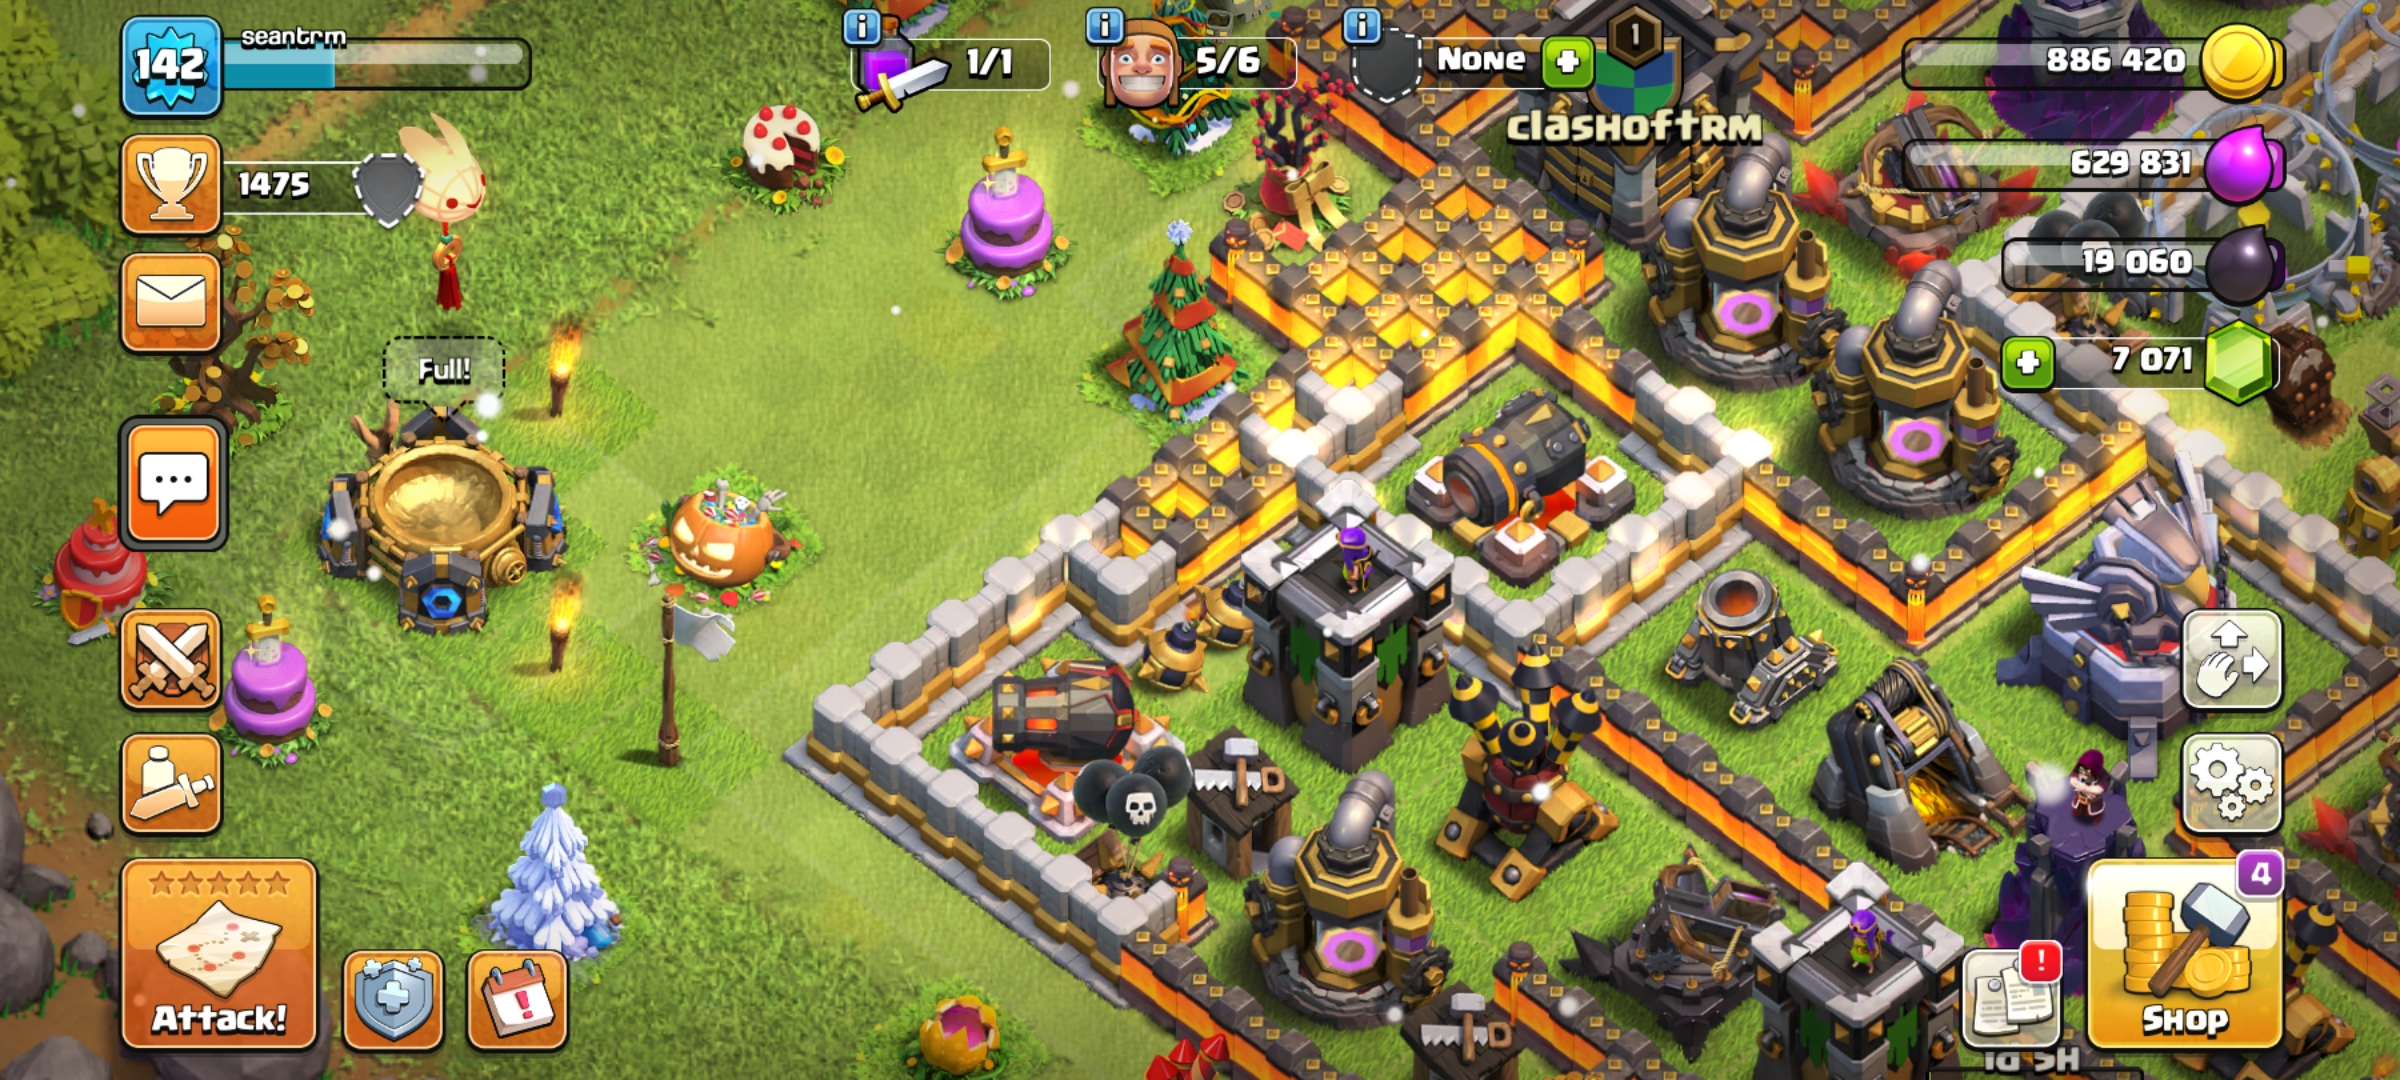 142
seantrm
1/1
5/6
None
1
clashoftRM
886 420
1475
629 831
19 060
7 071
Full!
4
Attack!
Shop
!